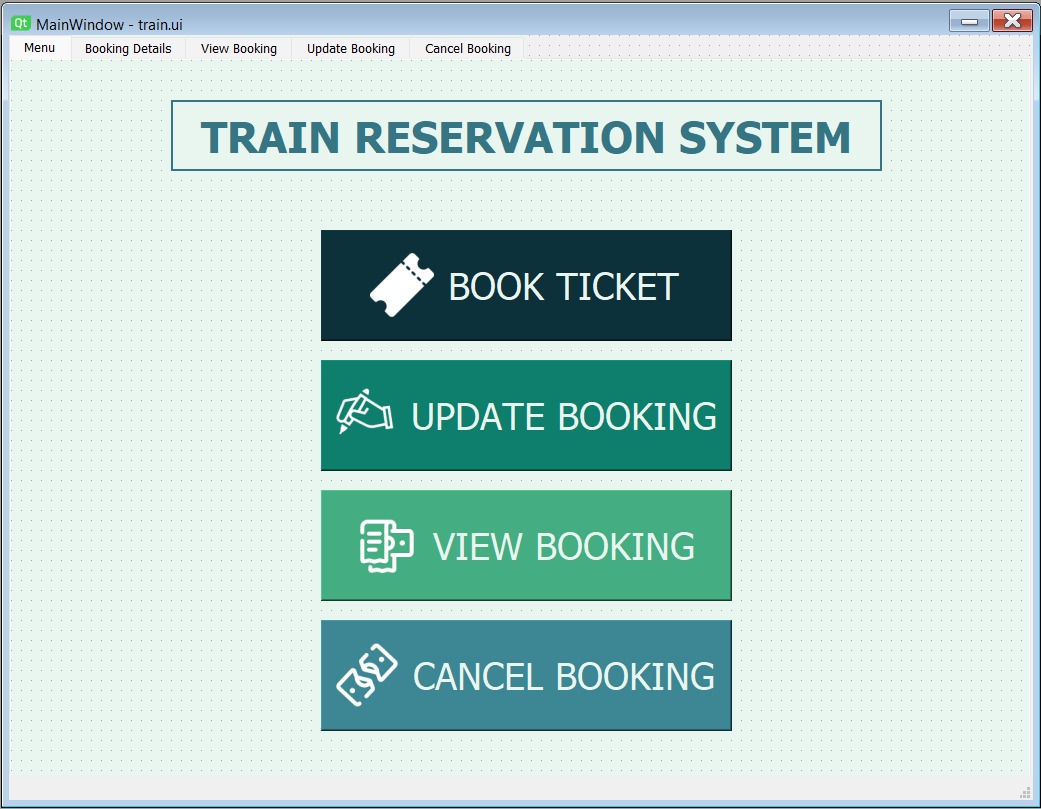 Qt MainWindow - train.ui
Menu Booking Details View Booking Update Booking Cancel Booking
TRAIN RESERVATION SYSTEM
BOOK TICKET
UPDATE BOOKING
VIEW BOOKING
CANCEL BOOKING